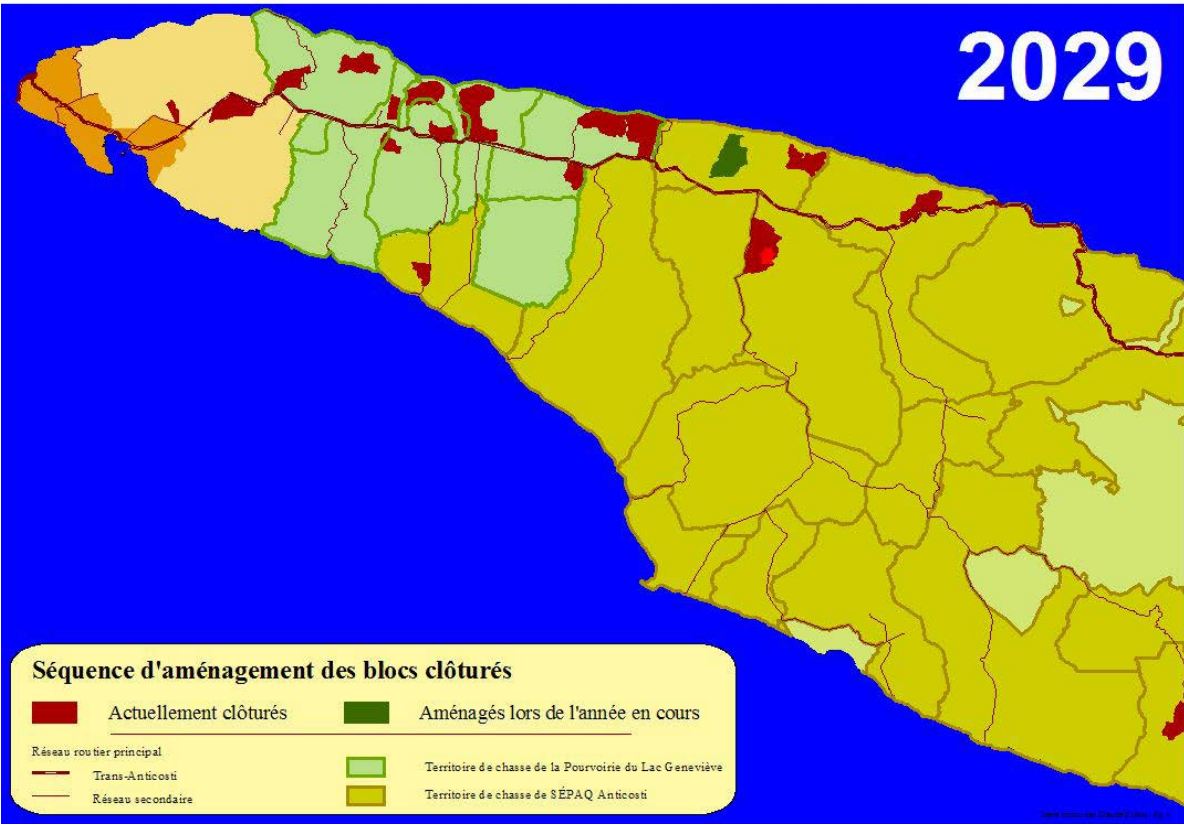 2029
Séquence d'aménagement des blocs clôturés
Actuellement clôturés
Aménagés lors de l'année en cours
Réseau routier principal
Trans-Anticosti
Réseau secondaire
Territoire de chasse de la Pourvoirie du Lac Geneviève
Territoire de chasse de SÉPAQ Anticosti